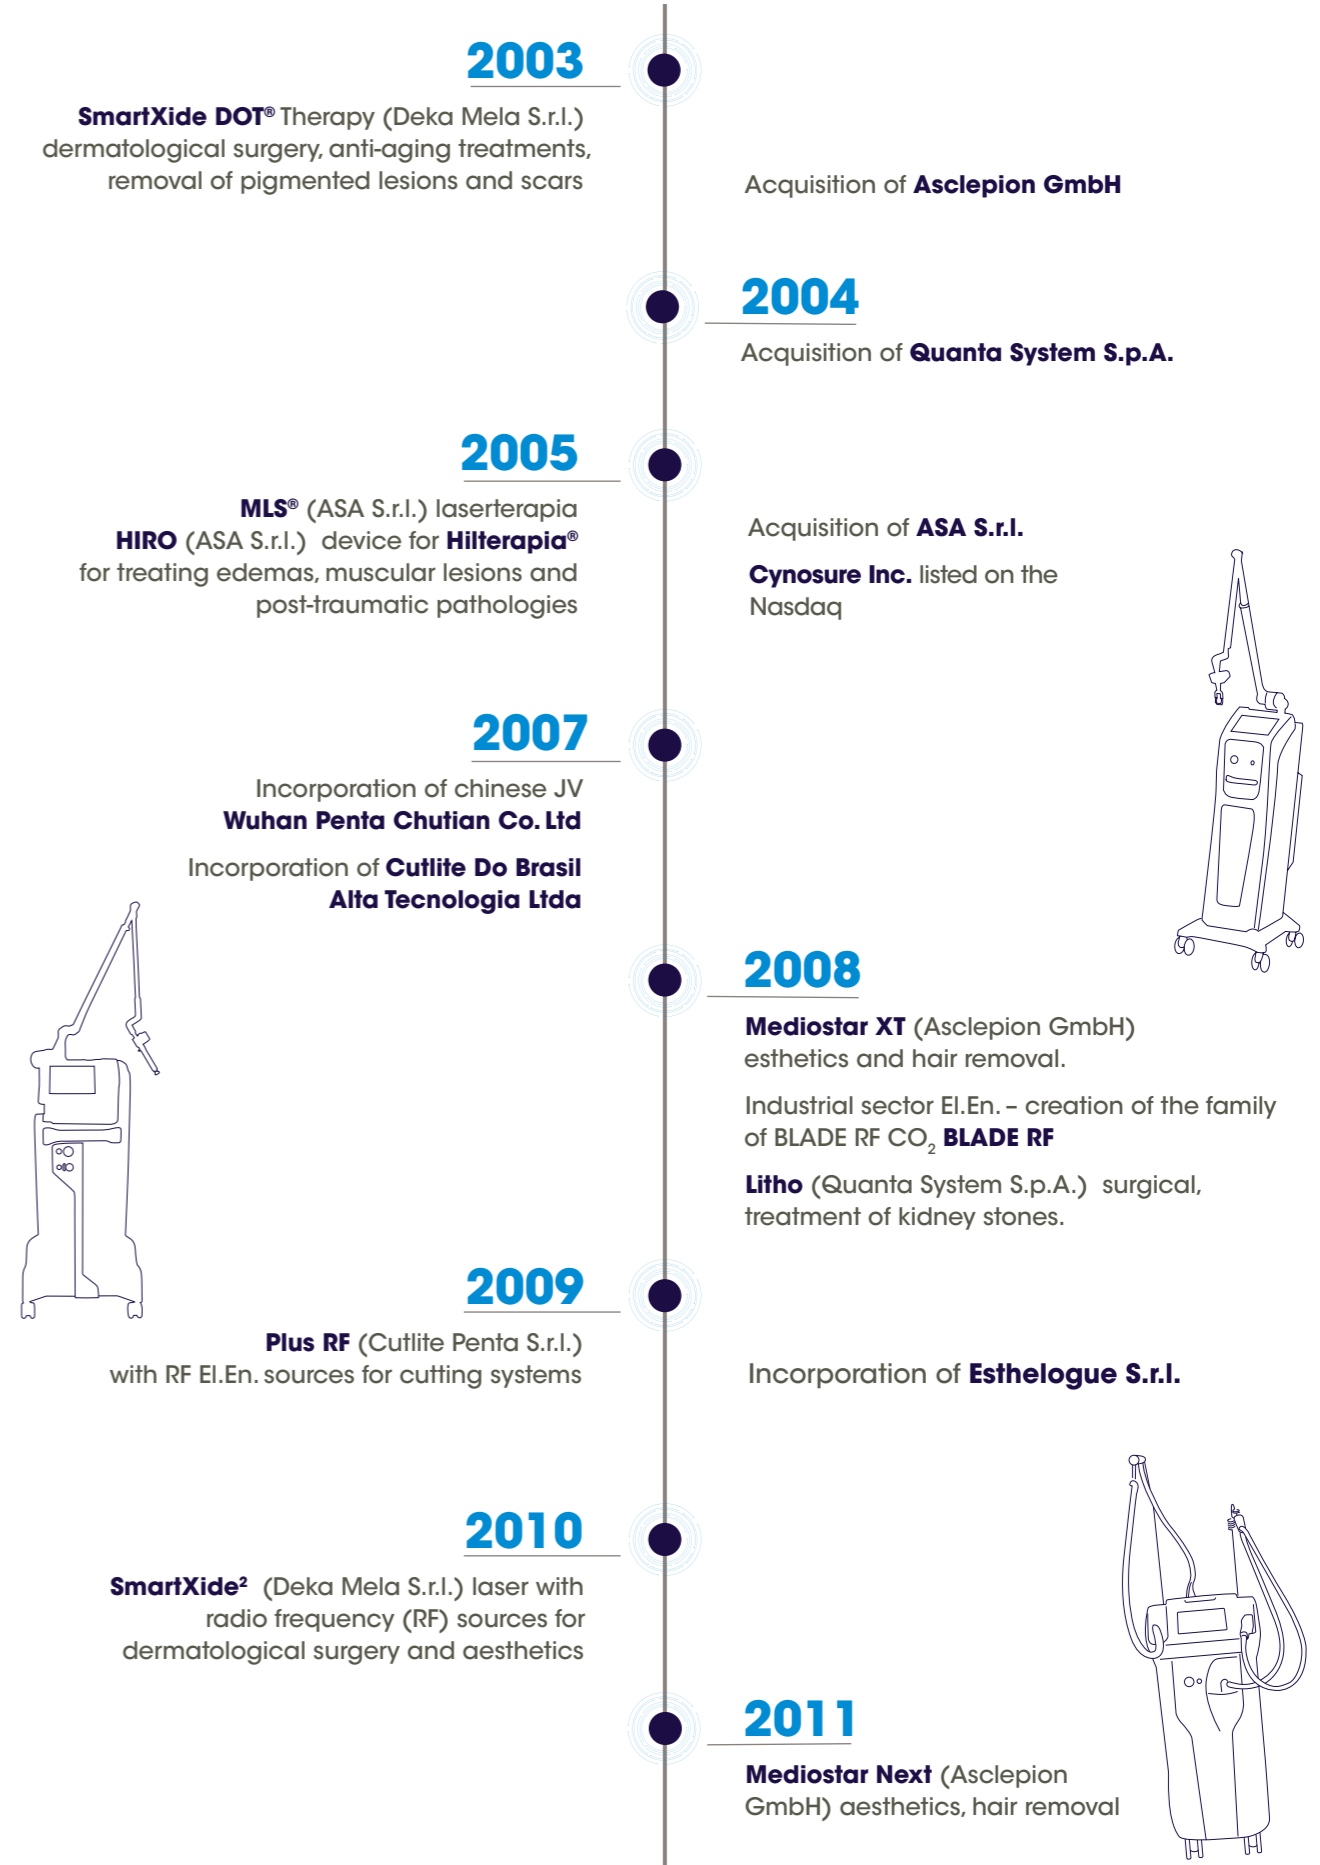 2003
SmartXide DOT® Therapy (Deka Mela S.r.l.)
dermatological surgery, anti-aging treatments,
removal of pigmented lesions and scars
Acquisition of Asclepion GmbH
2004
Acquisition of Quanta System S.p.A.
2005
MLS® (ASA S.r.l.) laserterapia
HIRO (ASA S.r.l.) device for Hilterapia®
for treating edemas, muscular lesions and
post-traumatic pathologies
Acquisition of ASA S.r.l.
Cynosure Inc. listed on the
Nasdaq
2007
Incorporation of chinese JV
Wuhan Penta Chutian Co. Ltd
Incorporation of Cutlite Do Brasil
Alta Tecnologia Ltda
2008
Mediostar XT (Asclepion GmbH)
esthetics and hair removal.
Industrial sector El.En. – creation of the family
of BLADE RF CO₂ BLADE RF
Litho (Quanta System S.p.A.) surgical,
treatment of kidney stones.
2009
Plus RF (Cutlite Penta S.r.l.)
with RF El.En. sources for cutting systems
Incorporation of Esthelogue S.r.l.
2010
SmartXide² (Deka Mela S.r.l.) laser with
radio frequency (RF) sources for
dermatological surgery and aesthetics
2011
Mediostar Next (Asclepion
GmbH) aesthetics, hair removal